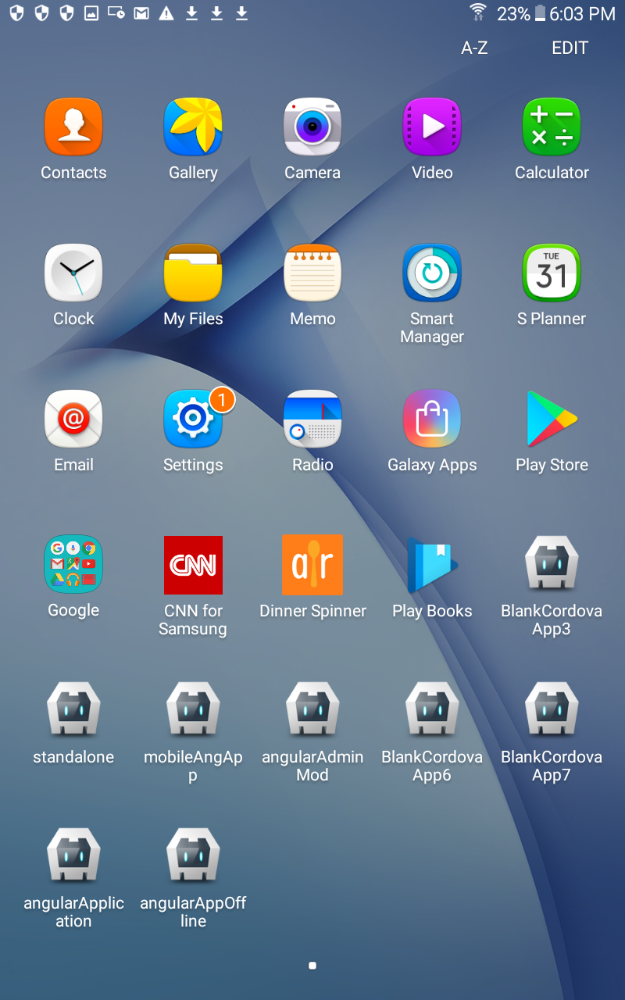 23% 6:03 PM
A-Z EDIT
Contacts Gallery Camera Video Calculator
TUE
31
Clock My Files Memo Smart Manager S Planner
@
1
Email Settings Radio Galaxy Apps Play Store
G
CNN
air
Google CNN for Samsung Dinner Spinner Play Books BlankCordova App3
standalone mobileAngAp p angularAdmin Mod BlankCordova App6 BlankCordova App7
angularApplic ation angularAppOff line